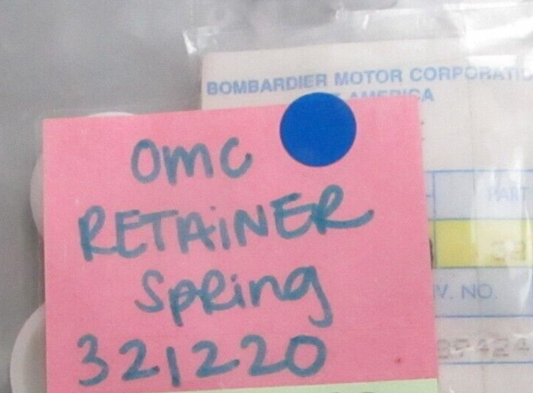 BOMBARDIER MOTOR CORPORATI
AMERICA
OMC
RETAINER
Spring
321220
PART
V. NO.